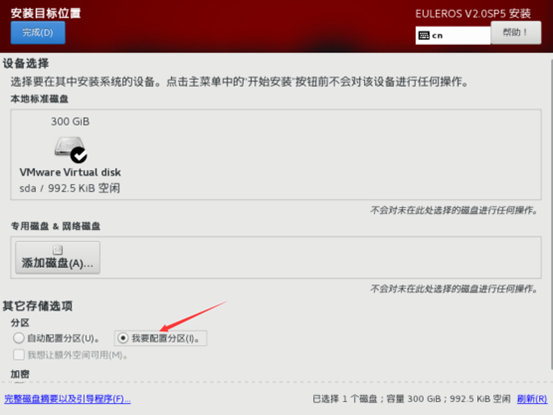 安装目标位置
EULEROS V2.0SP5 安装
完成(D)
cn
帮助！
设备选择
选择要在其中安装系统的设备。点击主菜单中的"开始安装"按钮前不会对该设备进行任何操作。
本地标准磁盘
300 GiB
VMware Virtual disk
sda / 992.5 KiB 空闲
不会对未在此处选择的磁盘进行任何操作。
专用磁盘 & 网络磁盘
添加磁盘(A)...
不会对未在此处选择的磁盘进行任何操作。
其它存储选项
分区
自动配置分区(U)。
我要配置分区(I)。
我想让额外空间可用(M)。
加密
完整磁盘摘要以及引导程序(F)...
已选择 1 个磁盘；容量 300 GiB；992.5 KiB 空闲
刷新(R)